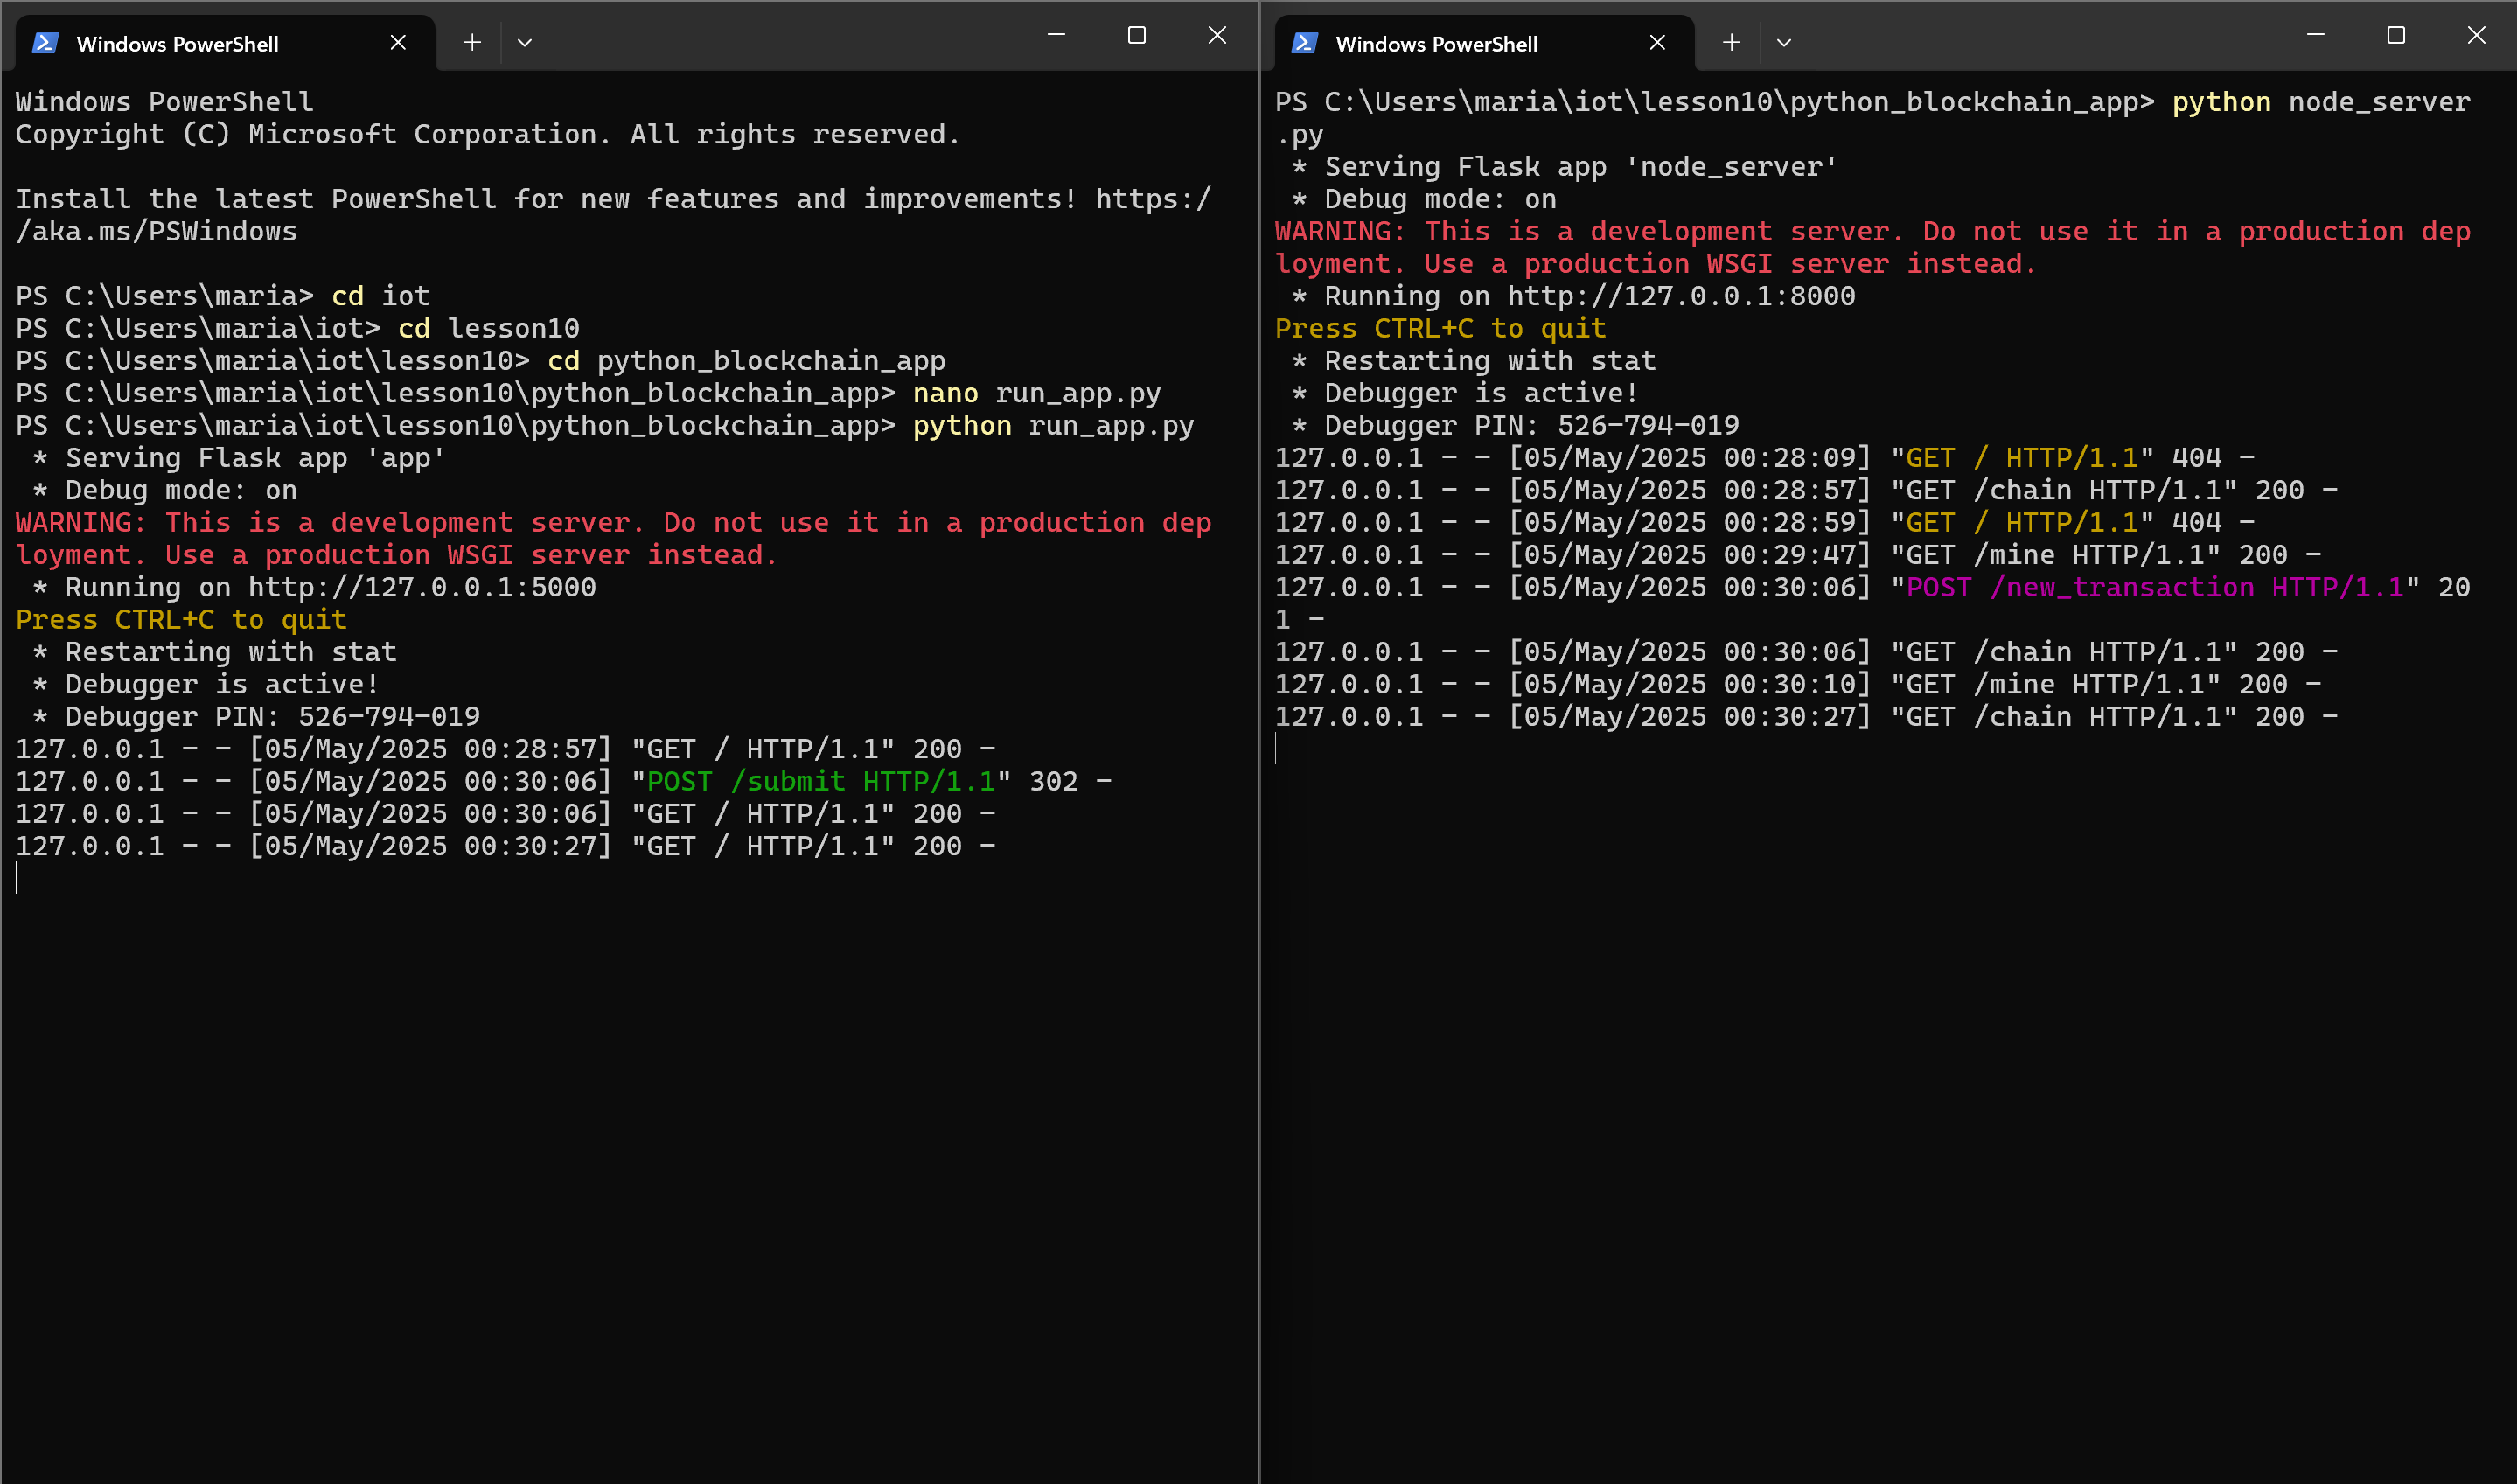 Windows PowerShell
Windows PowerShell
Copyright (C) Microsoft Corporation. All rights reserved.
Install the latest PowerShell for new features and improvements! https:/
/aka.ms/PSWindows
PS C:\Users\maria> cd iot
PS C:\Users\maria\iot> cd lesson10
PS C:\Users\maria\iot\lesson10> cd python_blockchain_app
PS C:\Users\maria\iot\lesson10\python_blockchain_app> nano run_app.py
PS C:\Users\maria\iot\lesson10\python_blockchain_app> python run_app.py
 * Serving Flask app 'app'
 * Debug mode: on
WARNING: This is a development server. Do not use it in a production dep
loyment. Use a production WSGI server instead.
 * Running on http://127.0.0.1:5000
Press CTRL+C to quit
 * Restarting with stat
 * Debugger is active!
 * Debugger PIN: 526-794-019
127.0.0.1 - - [05/May/2025 00:28:57] "GET / HTTP/1.1" 200 -
127.0.0.1 - - [05/May/2025 00:30:06] "POST /submit HTTP/1.1" 302 -
127.0.0.1 - - [05/May/2025 00:30:06] "GET / HTTP/1.1" 200 -
127.0.0.1 - - [05/May/2025 00:30:27] "GET / HTTP/1.1" 200 -
Windows PowerShell
PS C:\Users\maria\iot\lesson10\python_blockchain_app> python node_server
.py
 * Serving Flask app 'node_server'
 * Debug mode: on
WARNING: This is a development server. Do not use it in a production dep
loyment. Use a production WSGI server instead.
 * Running on http://127.0.0.1:8000
Press CTRL+C to quit
 * Restarting with stat
 * Debugger is active!
 * Debugger PIN: 526-794-019
127.0.0.1 - - [05/May/2025 00:28:09] "GET / HTTP/1.1" 404 -
127.0.0.1 - - [05/May/2025 00:28:57] "GET /chain HTTP/1.1" 200 -
127.0.0.1 - - [05/May/2025 00:28:59] "GET / HTTP/1.1" 404 -
127.0.0.1 - - [05/May/2025 00:29:47] "GET /mine HTTP/1.1" 200 -
127.0.0.1 - - [05/May/2025 00:30:06] "POST /new_transaction HTTP/1.1" 20
1 -
127.0.0.1 - - [05/May/2025 00:30:06] "GET /chain HTTP/1.1" 200 -
127.0.0.1 - - [05/May/2025 00:30:10] "GET /mine HTTP/1.1" 200 -
127.0.0.1 - - [05/May/2025 00:30:27] "GET /chain HTTP/1.1" 200 -